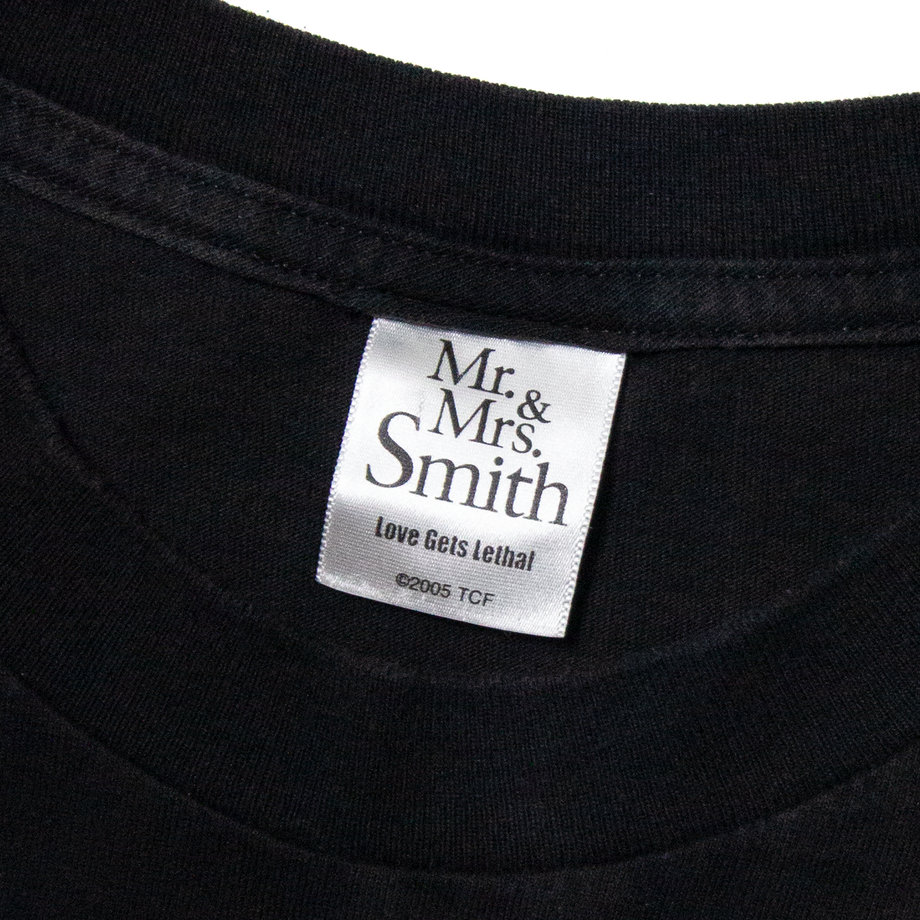 Mr. &
Mrs.
Smith
Love Gets Lethal
©2005 TCF